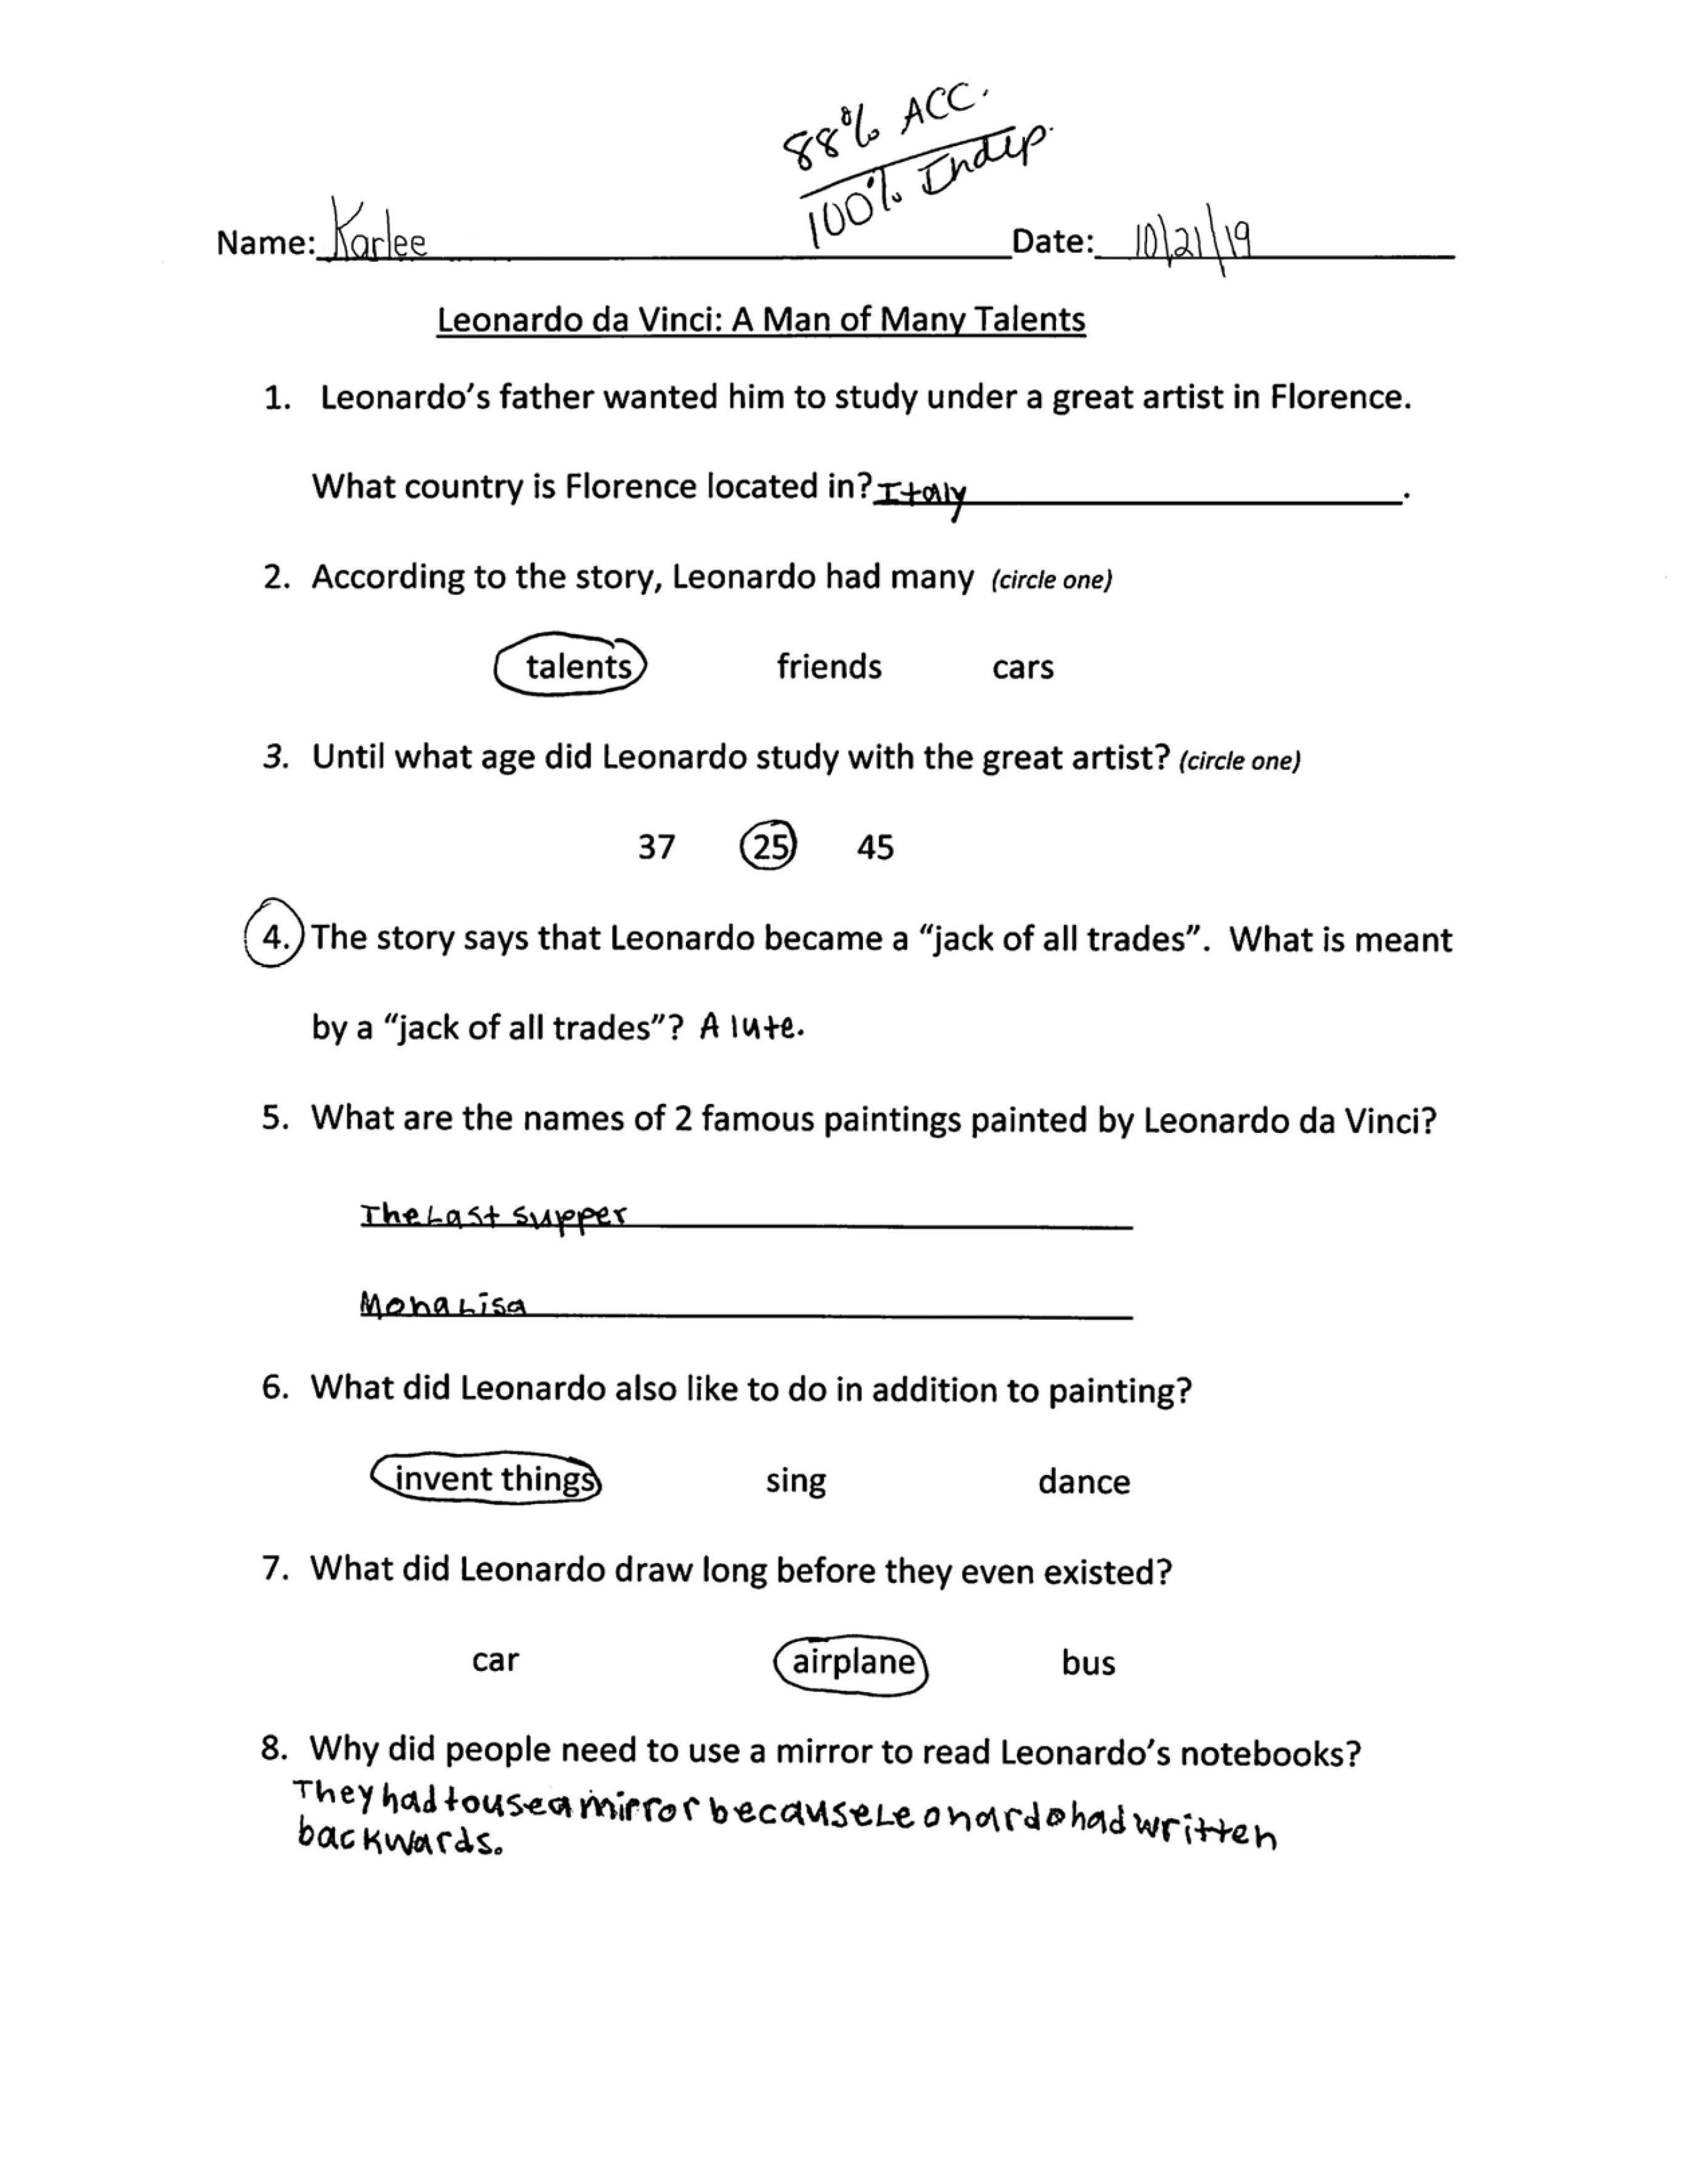 88% ACC.
100% Indep.
Name: Karlee Date: 10/21/19
Leonardo da Vinci: A Man of Many Talents
1. Leonardo's father wanted him to study under a great artist in Florence.
What country is Florence located in? Italy.
2. According to the story, Leonardo had many (circle one)
talents friends cars
3. Until what age did Leonardo study with the great artist? (circle one)
37 25 45
4. The story says that Leonardo became a “jack of all trades”. What is meant
by a “jack of all trades”? A lute.
5. What are the names of 2 famous paintings painted by Leonardo da Vinci?
The Last Supper
Mona Lisa
6. What did Leonardo also like to do in addition to painting?
invent things sing dance
7. What did Leonardo draw long before they even existed?
car airplane bus
8. Why did people need to use a mirror to read Leonardo's notebooks?
They had to use a mirror because Leonardo had written
backwards.